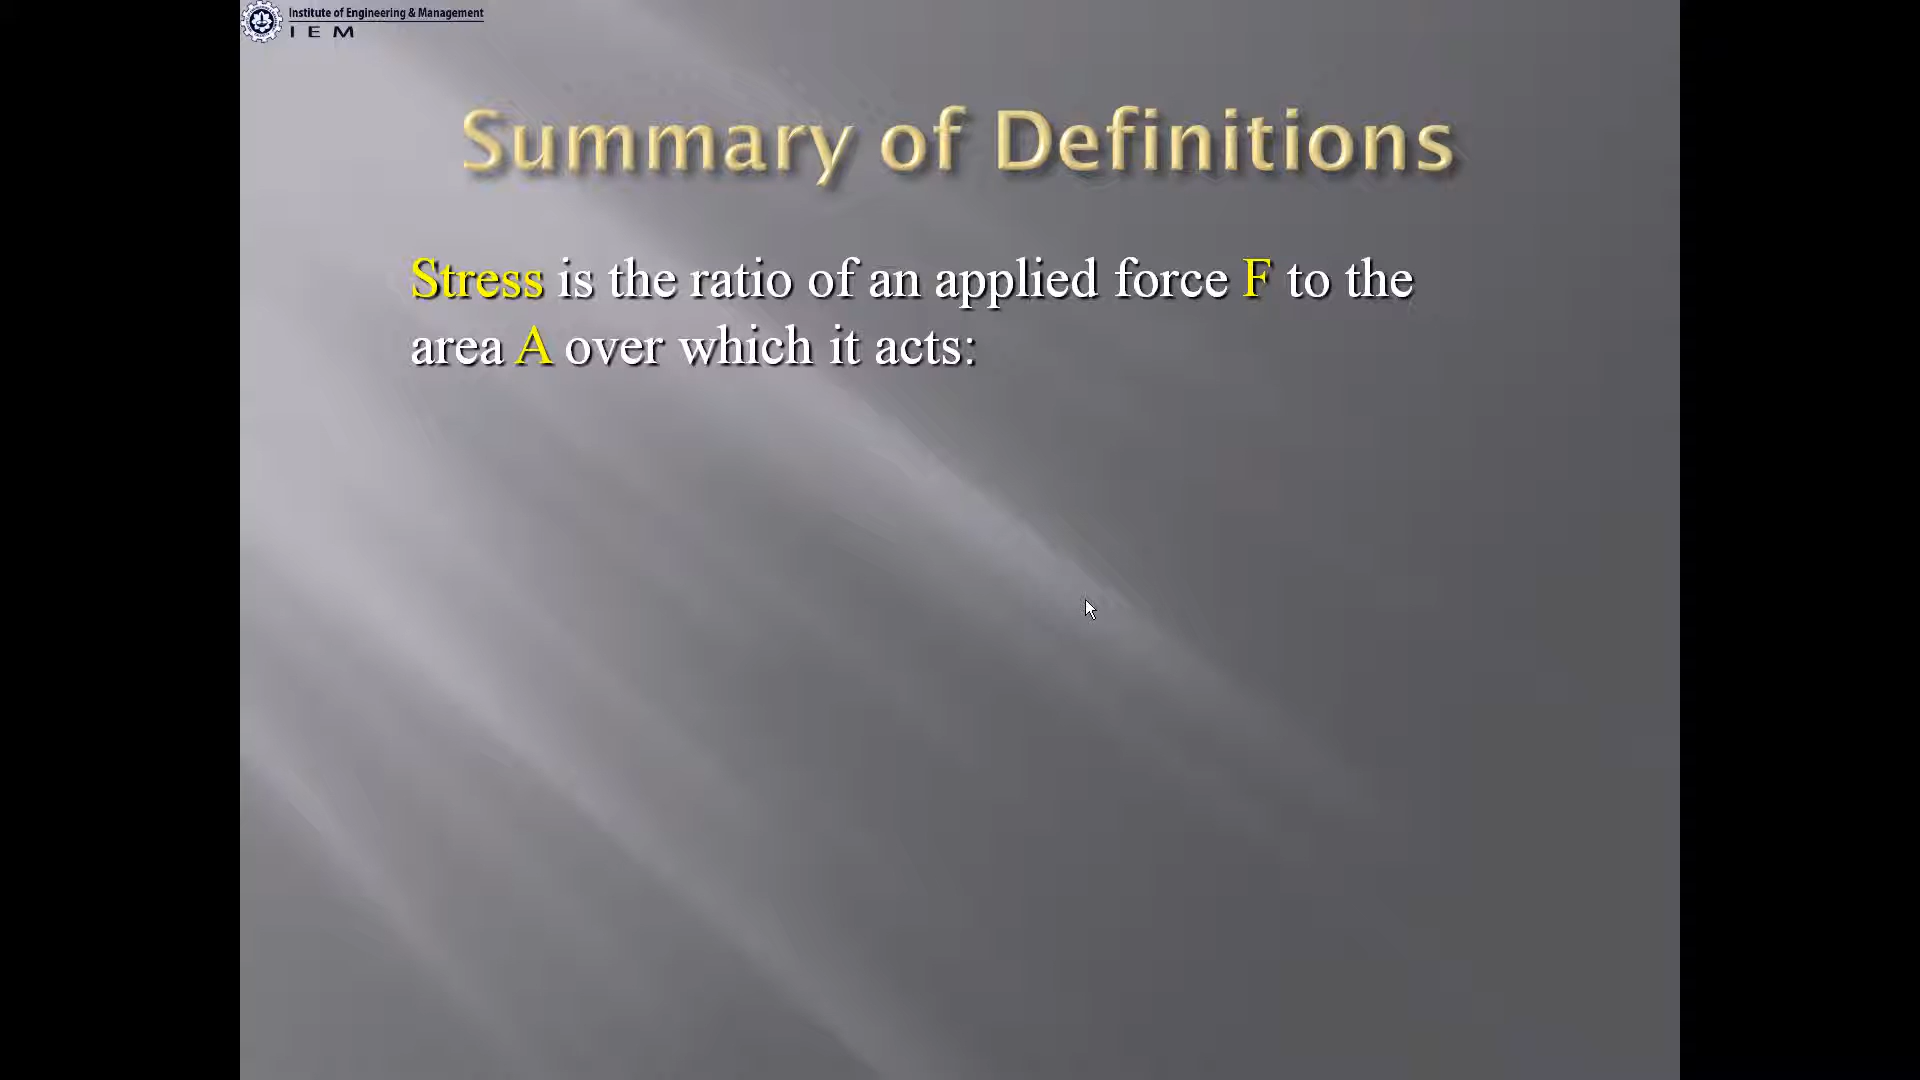 Institute of Engineering & Management
I E M
Summary of Definitions
Stress is the ratio of an applied force F to the
area A over which it acts: